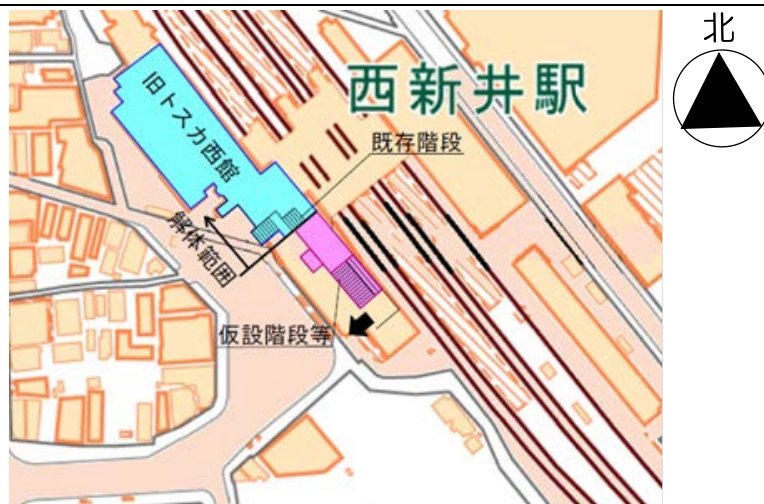 北
西新井駅
旧トスカ西館
既存階段
解体範囲
仮設階段等